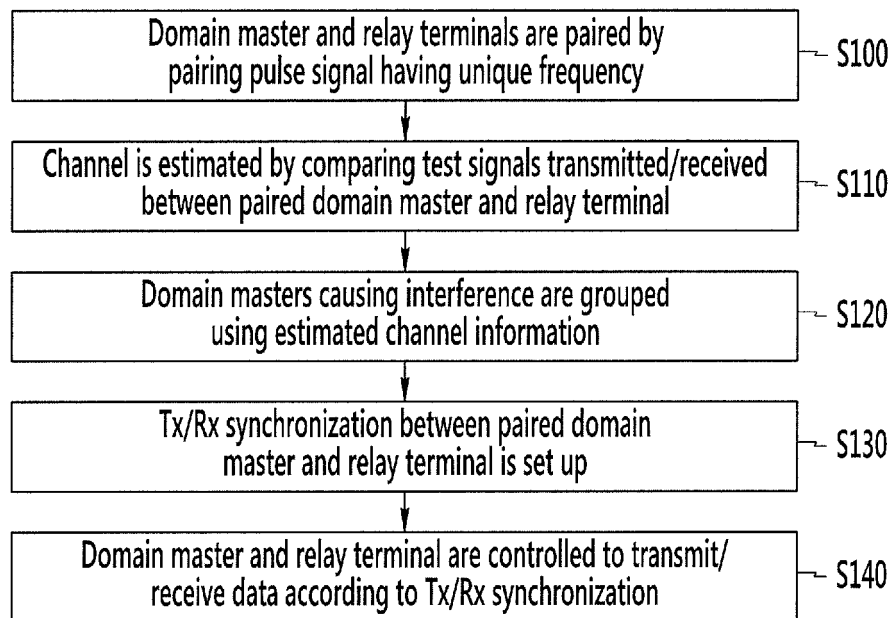 Domain master and relay terminals are paired by
pairing pulse signal having unique frequency
S100
Channel is estimated by comparing test signals transmitted/received
between paired domain master and relay terminal
S110
Domain masters causing interference are grouped
using estimated channel information
S120
Tx/Rx synchronization between paired domain
master and relay terminal is set up
S130
Domain master and relay terminal are controlled to transmit/
receive data according to Tx/Rx synchronization
S140